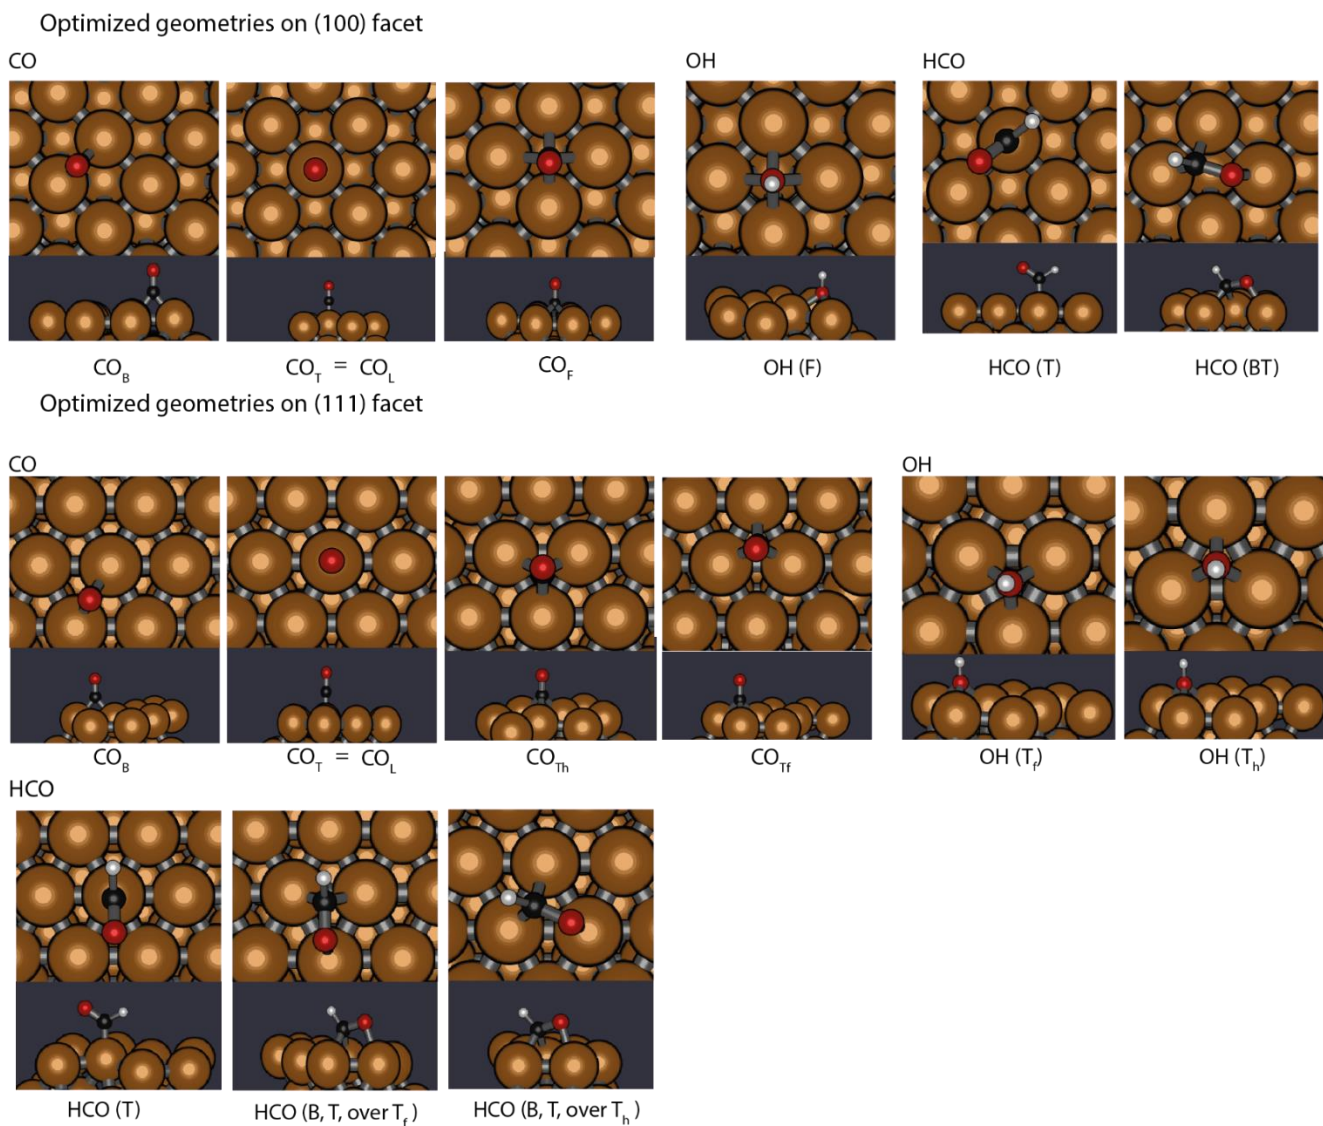 Optimized geometries on (100) facet
CO OH HCO
CO_B CO_T = CO_L CO_F OH (F) HCO (T) HCO (BT)
Optimized geometries on (111) facet
CO OH
CO_B CO_T = CO_L CO_Th CO_Tf OH (T_f) OH (T_h)
HCO
HCO (T) HCO (B, T, over T_f) HCO (B, T, over T_h)